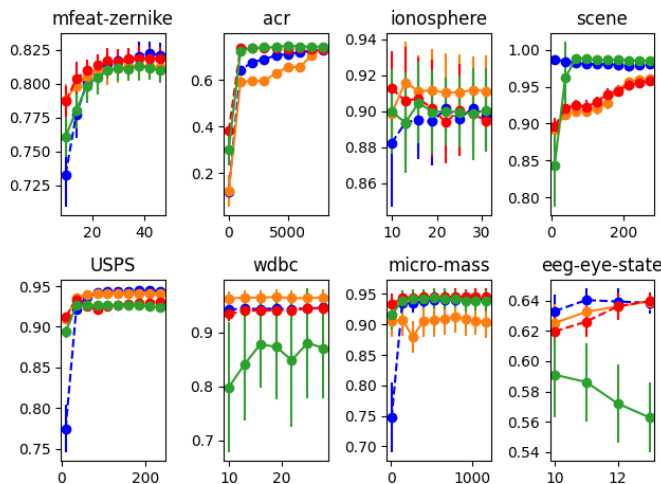 mfeat-zernike acr ionosphere scene
0.825 0.94 1.00
0.800 0.6 0.92 0.95
0.775 0.4 0.90 0.90
0.750 0.88 0.85
0.725 0.2 0.86 0.80
20 40 0 5000 10 20 30 0 200
USPS wdbc micro-mass eeg-eye-state
0.95 0.95 0.64
0.90 0.9 0.90 0.62
0.85 0.85 0.60
0.80 0.8 0.80 0.58
0.75 0.7 0.75 0.56
0.70 0.54
0 200 10 20 0 1000 10 12